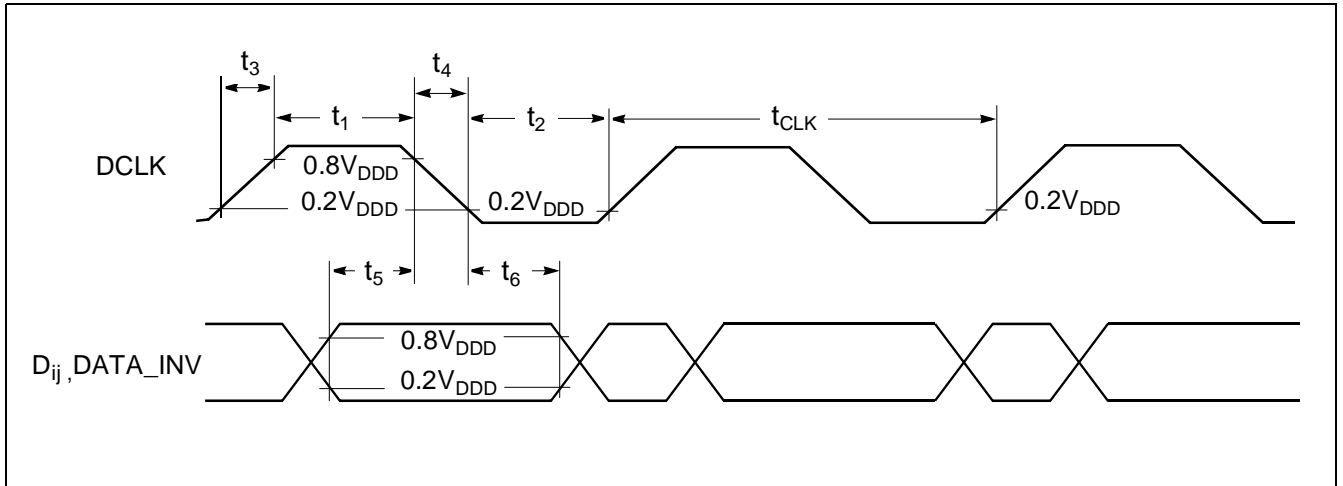 t3 t4
t1 t2 tCLK
DCLK 0.8VDDD
0.2VDDD 0.2VDDD 0.2VDDD
t5 t6
0.8VDDD
Dij ,DATA_INV
0.2VDDD